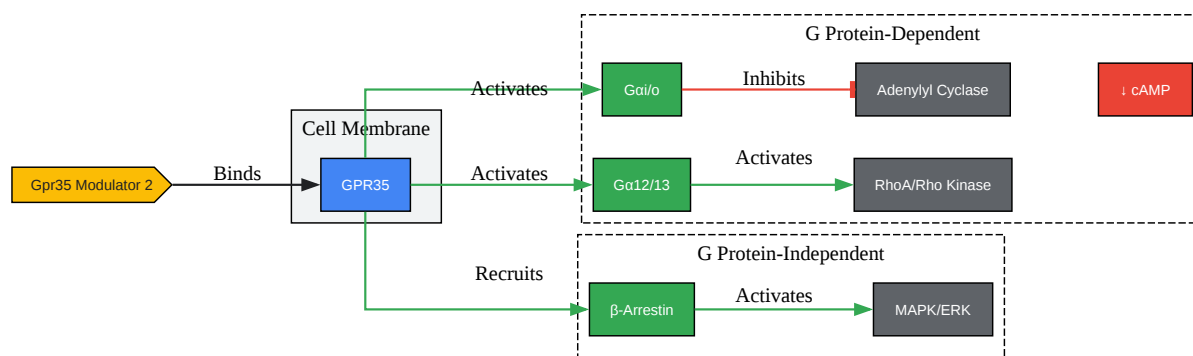 G Protein-Dependent
Activates
Gαi/o
Inhibits
Adenylyl Cyclase
↓ cAMP
Cell Membrane
Gpr35 Modulator 2
Binds
GPR35
Activates
Gα12/13
Activates
RhoA/Rho Kinase
G Protein-Independent
Recruits
β-Arrestin
Activates
MAPK/ERK